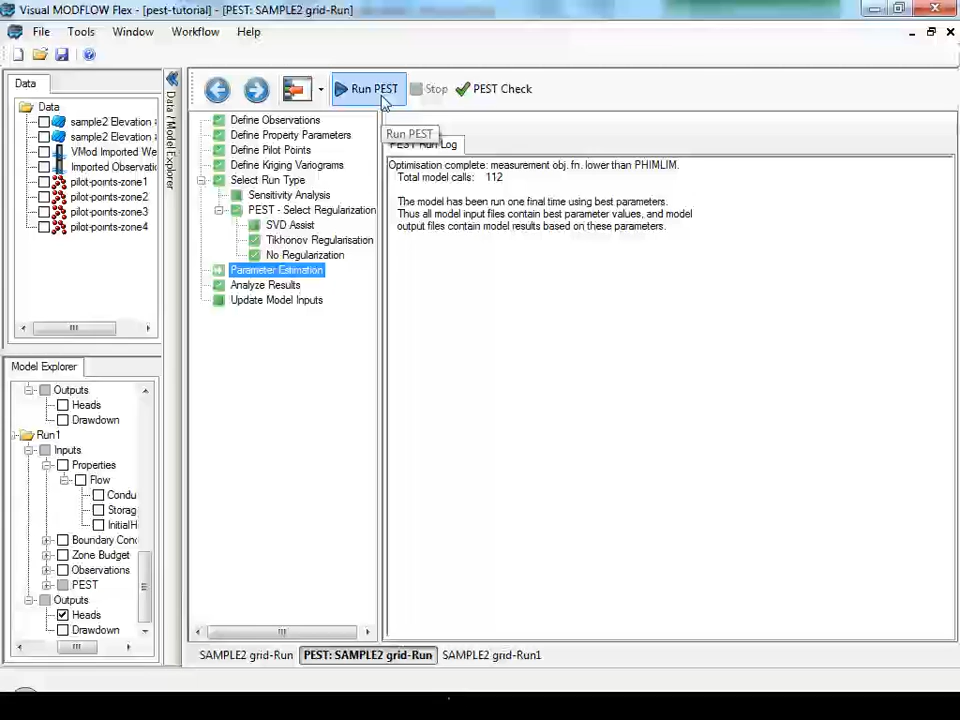 Visual MODFLOW Flex - [pest-tutorial] - [PEST: SAMPLE2 grid-Run]
File Tools Window Workflow Help
Data
Data
sample2 Elevation
sample2 Elevation
VMod Imported We
Imported Observatio
pilot-points-zone1
pilot-points-zone2
pilot-points-zone3
pilot-points-zone4
Data / Model Explorer
Model Explorer
Outputs
Heads
Drawdown
Run1
Inputs
Properties
Flow
Condu
Storag
InitialH
Boundary Conc
Zone Budget
Observations
PEST
Outputs
Heads
Drawdown
Run PEST Stop PEST Check
Run PEST
Define Observations
Define Property Parameters
Define Pilot Points
Define Kriging Variograms
Select Run Type
Sensitivity Analysis
PEST - Select Regularization
SVD Assist
Tikhonov Regularisation
No Regularization
Parameter Estimation
Analyze Results
Update Model Inputs
PEST Run Log
Optimisation complete: measurement obj. fn. lower than PHIMLIM.
Total model calls: 112
The model has been run one final time using best parameters.
Thus all model input files contain best parameter values, and model
output files contain model results based on these parameters.
SAMPLE2 grid-Run PEST: SAMPLE2 grid-Run SAMPLE2 grid-Run1